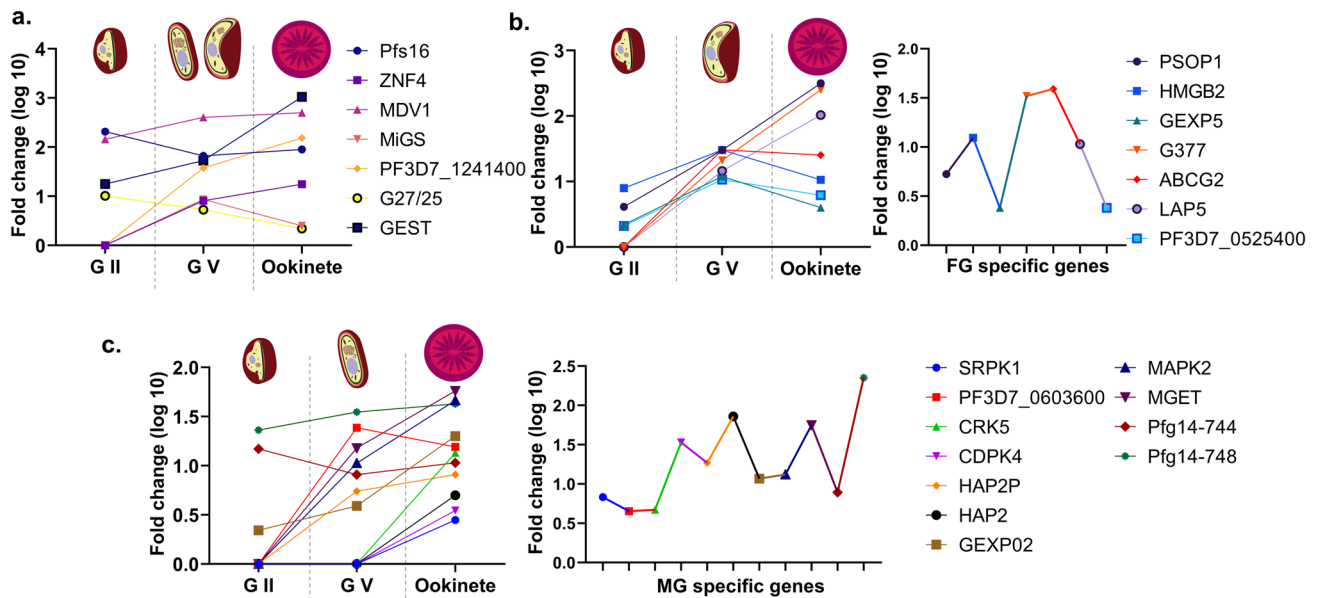 a.
Fold change (log 10)
4
3
2
1
0
G II
G V
Ookinete
Pfs16
ZNF4
MDV1
MiGS
PF3D7_1241400
G27/25
GEST
b.
Fold change (log 10)
3
2
1
0
G II
G V
Ookinete
Fold change (log 10)
2.0
1.5
1.0
0.5
0.0
FG specific genes
PSOP1
HMGB2
GEXP5
G377
ABCG2
LAP5
PF3D7_0525400
c.
Fold change (log 10)
2.0
1.5
1.0
0.5
0.0
G II
G V
Ookinete
Fold change (log 10)
2.5
2.0
1.5
1.0
0.5
0.0
MG specific genes
SRPK1
PF3D7_0603600
CRK5
CDPK4
HAP2P
HAP2
GEXP02
MAPK2
MGET
Pfg14-744
Pfg14-748